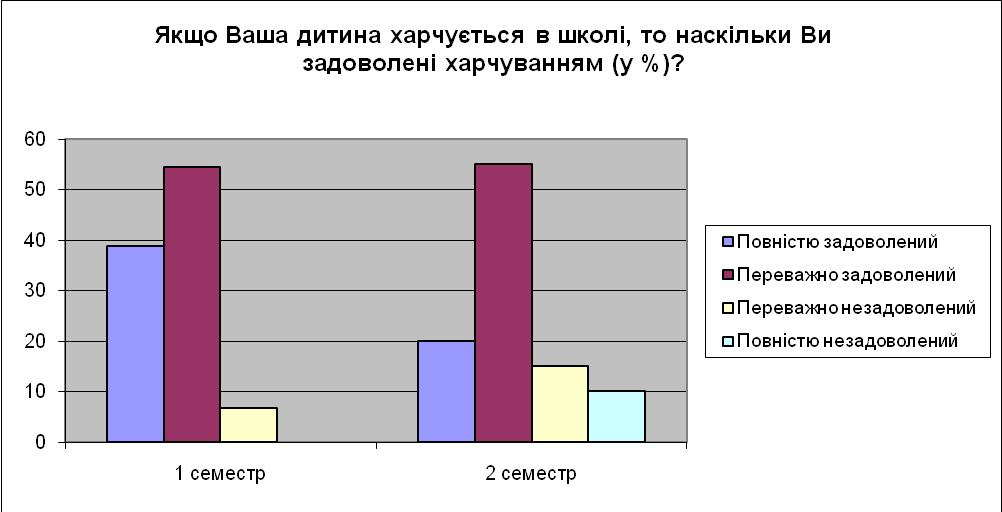 Якщо Ваша дитина харчується в школі, то наскільки Ви
задоволені харчуванням (у %)?
60
50
40
30
20
10
0
1 семестр
2 семестр
Повністю задоволений
Переважно задоволений
Переважно незадоволений
Повністю незадоволений